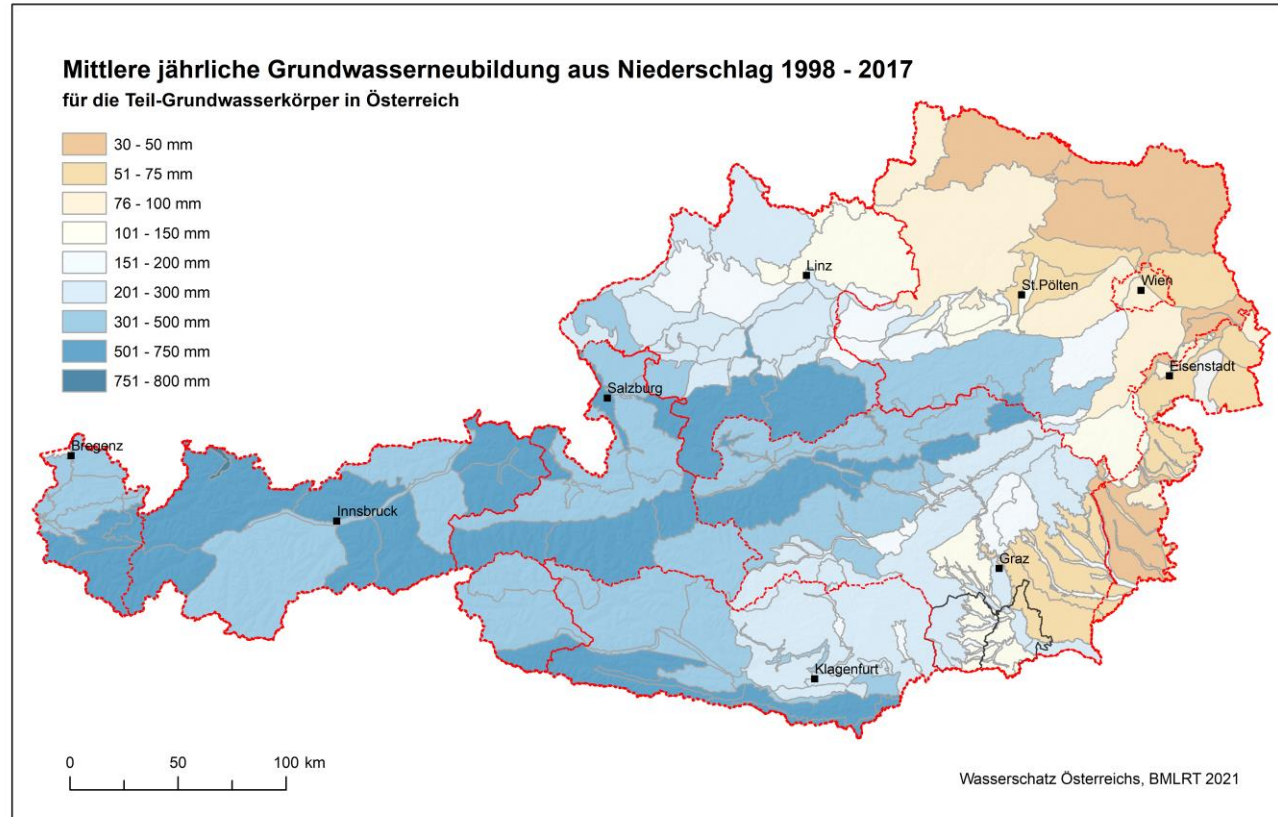 Mittlere jährliche Grundwasserneubildung aus Niederschlag 1998 - 2017
für die Teil-Grundwasserkörper in Österreich
30 - 50 mm
51 - 75 mm
76 - 100 mm
101 - 150 mm
151 - 200 mm
201 - 300 mm
301 - 500 mm
501 - 750 mm
751 - 800 mm
Linz
St.Pölten
Wien
Eisenstadt
Salzburg
Bregenz
Innsbruck
Graz
Klagenfurt
0 50 100 km
Wasserschatz Österreichs, BMLRT 2021